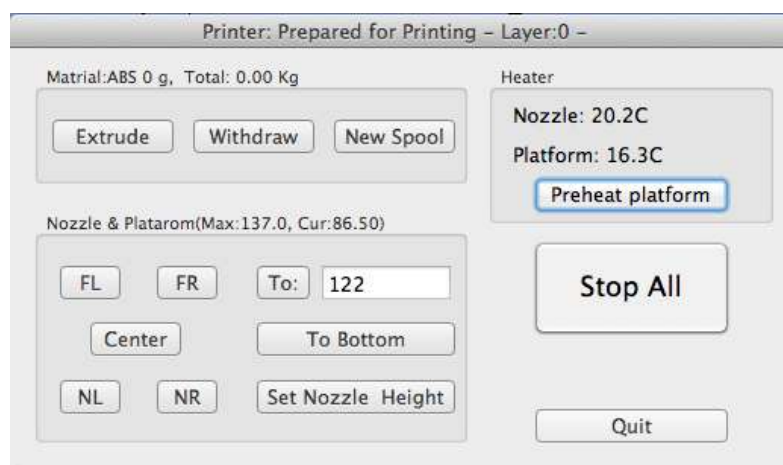 Printer: Prepared for Printing – Layer:0 –
Matrial:ABS 0 g, Total: 0.00 Kg
Extrude Withdraw New Spool
Heater
Nozzle: 20.2C
Platform: 16.3C
Preheat platform
Nozzle & Platarom(Max:137.0, Cur:86.50)
FL FR To: 122
Center To Bottom
NL NR Set Nozzle Height
Stop All
Quit